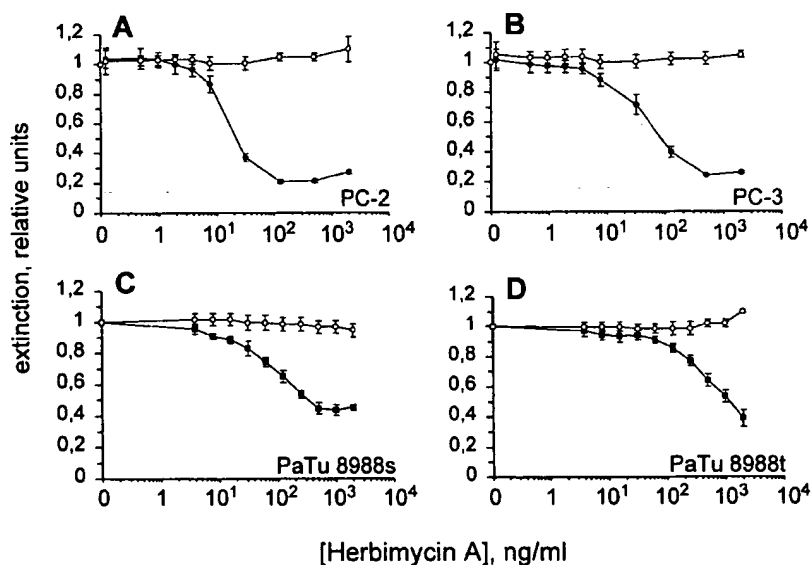 A
B
1,2
1
0,8
0,6
0,4
0,2
0
0 1 10¹ 10² 10³ 10⁴
PC-2
1,2
1
0,8
0,6
0,4
0,2
0
0 1 10¹ 10² 10³ 10⁴
PC-3
extinction, relative units
C
D
1,2
1
0,8
0,6
0,4
0,2
0
0 1 10¹ 10² 10³ 10⁴
PaTu 8988s
1,2
1
0,8
0,6
0,4
0,2
0
0 1 10¹ 10² 10³ 10⁴
PaTu 8988t
[Herbimycin A], ng/ml